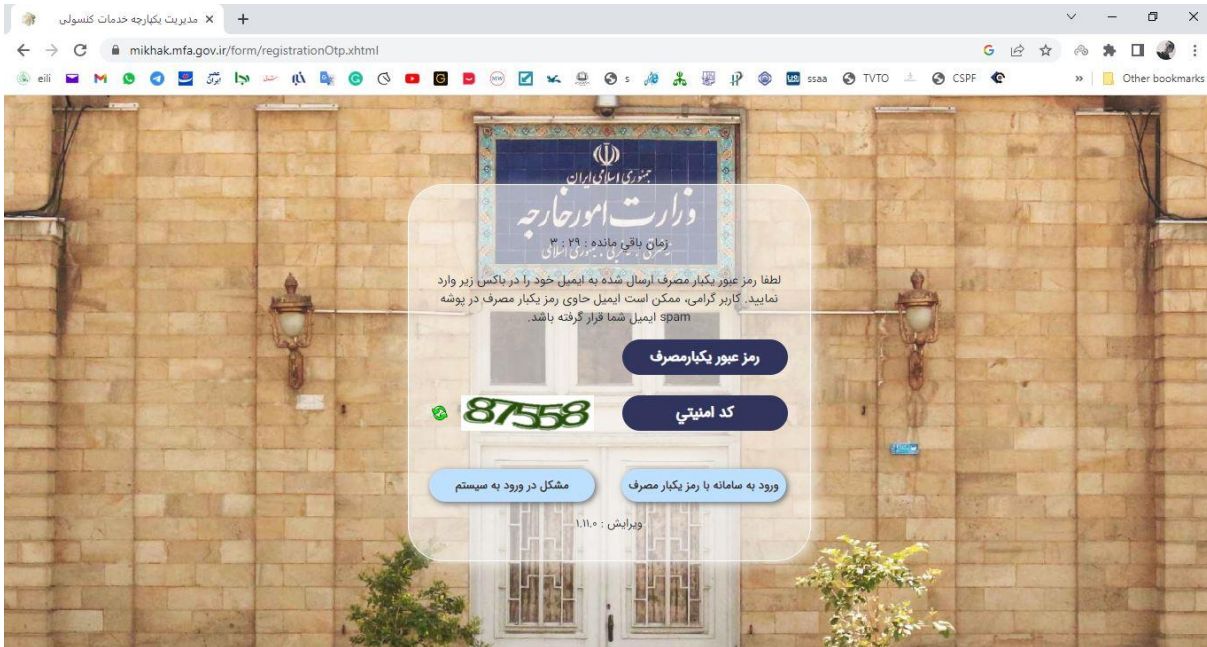 مدیریت یکپارچه خدمات کنسولی
mikhak.mfa.gov.ir/form/registrationOtp.xhtml
eili
s
ssaa
TVTO
CSPF
Other bookmarks
جمهوری اسلامی ایران
وزارت امورخارجه
زمان باقی مانده : ۲۹ : ۳
لطفا رمز عبور یکبار مصرف ارسال شده به ایمیل خود را در باکس زیر وارد
نمایید. کاربر گرامی، ممکن است ایمیل حاوی رمز یکبار مصرف در پوشه
spam ایمیل شما قرار گرفته باشد.
رمز عبور یکبارمصرف
کد امنیتي
87558
ورود به سامانه با رمز یکبار مصرف
مشکل در ورود به سیستم
ویرایش : ۱.۱۱.۰